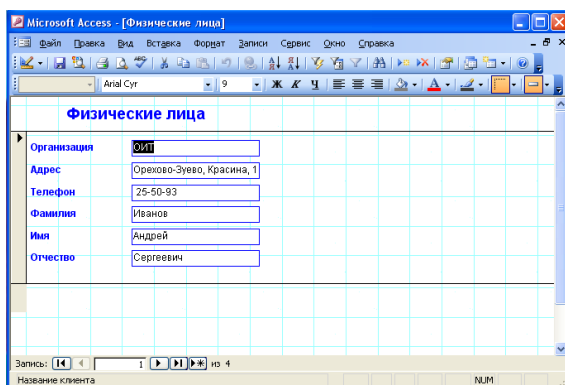 Microsoft Access - [Физические лица]
Файл Правка Вид Вставка Формат Записи Сервис Окно Справка
Arial Cyr 9 Ж К Ч
Физические лица
Организация ОИТ
Адрес Орехово-Зуево, Красина, 1
Телефон 25-50-93
Фамилия Иванов
Имя Андрей
Отчество Сергеевич
Запись: 1 из 4
Название клиента NUM